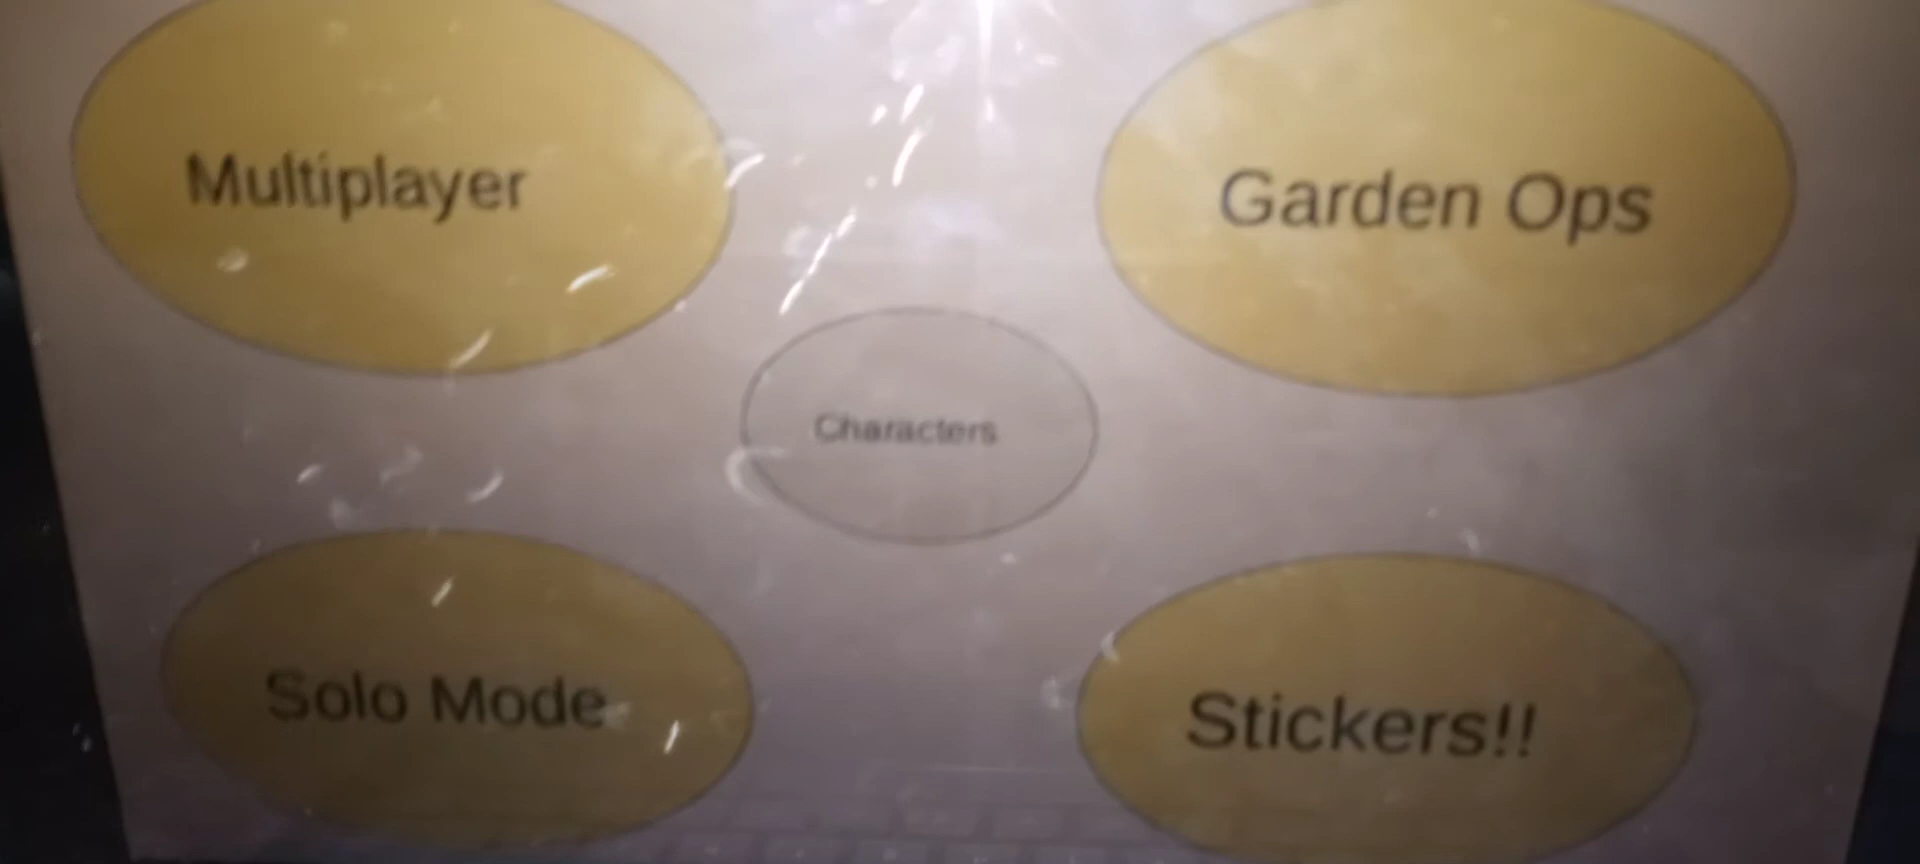 Multiplayer
Garden Ops
Characters
Solo Mode
Stickers!!